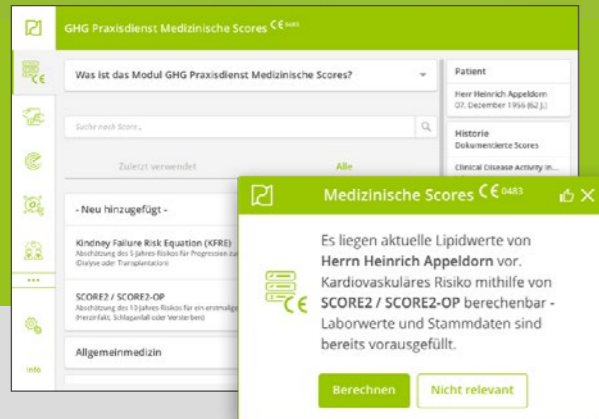 GHG Praxisdienst Medizinische Scores CE 0483
Was ist das Modul GHG Praxisdienst Medizinische Scores?
Suche nach Score...
Zuletzt verwendet
Alle
- Neu hinzugefügt -
Kindney Failure Risk Equation (KFRE)
Abschätzung des 5-Jahres-Risikos für Progression zur
(Dialyse oder Transplantation)
SCORE2 / SCORE2-OP
Abschätzung des 10-Jahres Risikos für ein erstmalige
(Herzinfakt, Schlaganfall oder Versterben)
Allgemeinmedizin
Info
Patient
Herr Heinrich Appeldorn
07. Dezember 1956 (62 J.)
Historie
Dokumentierte Scores
Clinical Disease Activity In...
Medizinische Scores CE 0483
Es liegen aktuelle Lipidwerte von
Herrn Heinrich Appeldorn vor.
Kardiovaskuläres Risiko mithilfe von
SCORE2 / SCORE2-OP berechenbar -
Laborwerte und Stammdaten sind
bereits vorausgefüllt.
Berechnen
Nicht relevant